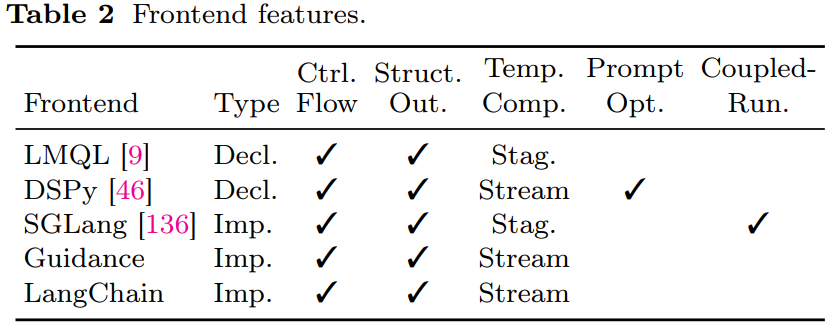 Table 2 Frontend features.
Frontend Type Ctrl. Flow Struct. Out. Temp. Comp. Prompt Opt. Coupled-Run.
LMQL [9] Decl. ✓ ✓ Stag.
DSPy [46] Decl. ✓ ✓ Stream ✓
SGLang [136] Imp. ✓ ✓ Stag. ✓
Guidance Imp. ✓ ✓ Stream
LangChain Imp. ✓ ✓ Stream